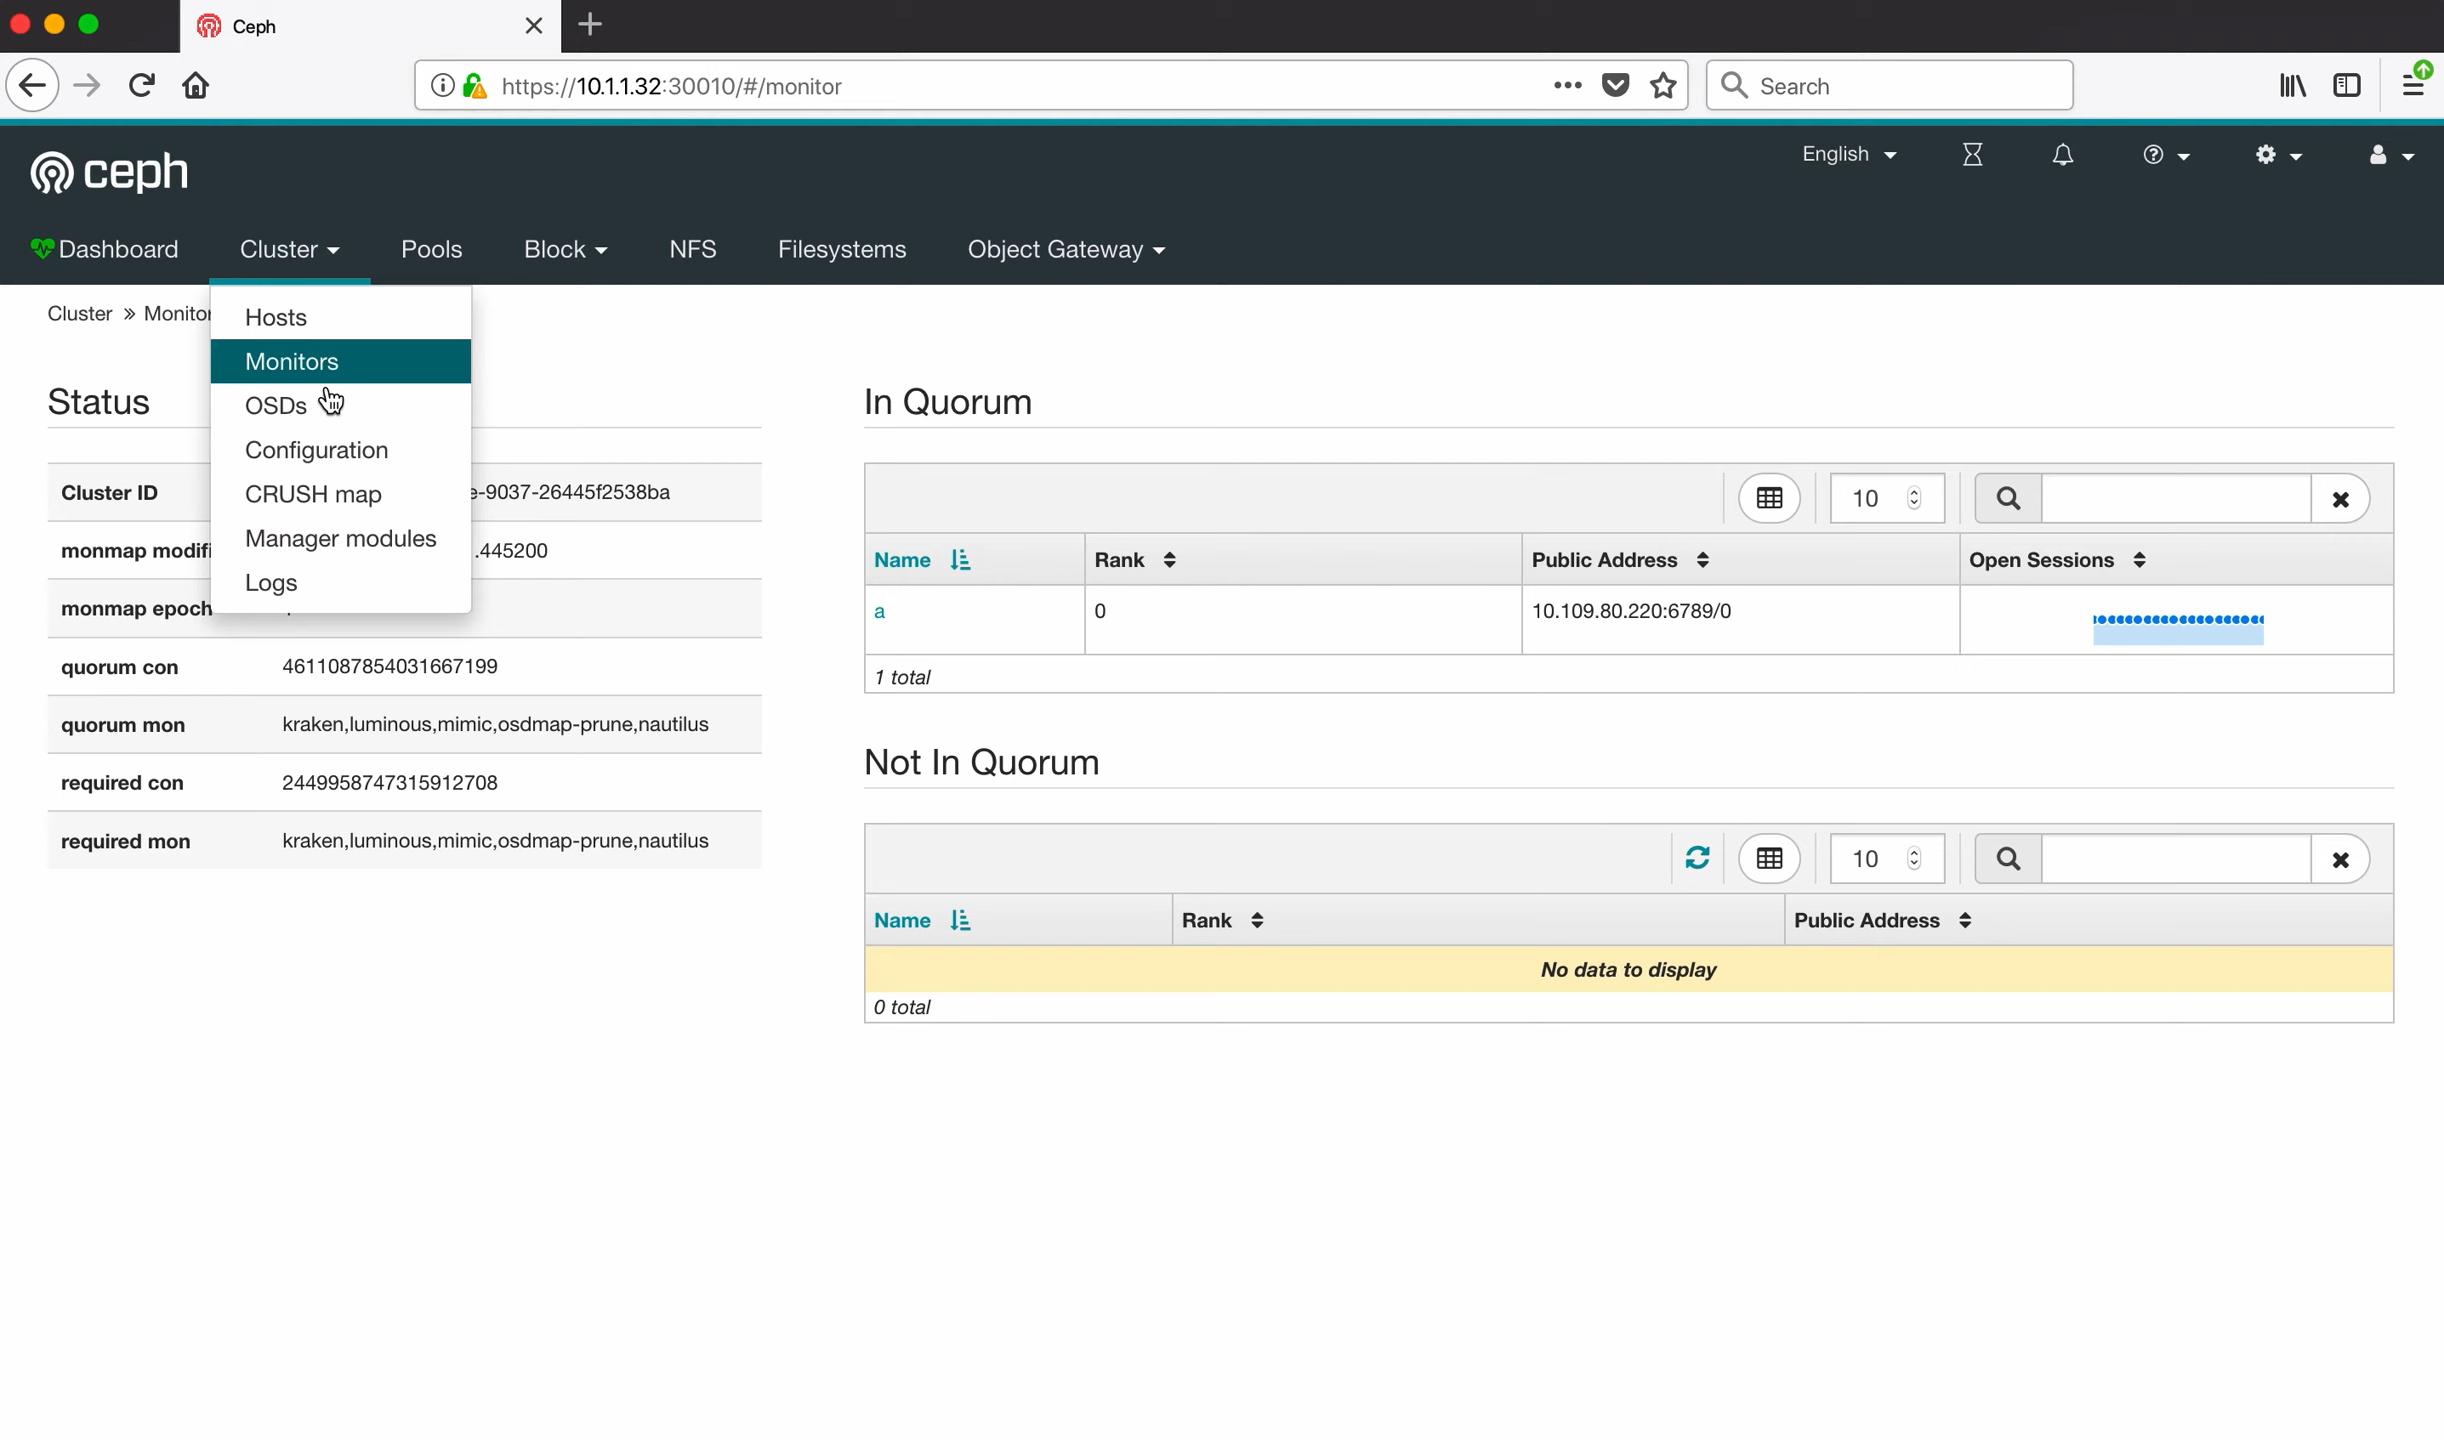 Ceph
https://10.1.1.32:30010/#/monitor
Search
ceph
English
Dashboard Cluster Pools Block NFS Filesystems Object Gateway
Cluster » Monitor
Hosts
Monitors
OSDs
Configuration
CRUSH map
Manager modules
Logs
Status
Cluster ID e-9037-26445f2538ba
monmap modifi .445200
monmap epoch
quorum con 4611087854031667199
quorum mon kraken,luminous,mimic,osdmap-prune,nautilus
required con 2449958747315912708
required mon kraken,luminous,mimic,osdmap-prune,nautilus
In Quorum
10
Name Rank Public Address Open Sessions
a 0 10.109.80.220:6789/0
1 total
Not In Quorum
10
Name Rank Public Address
No data to display
0 total